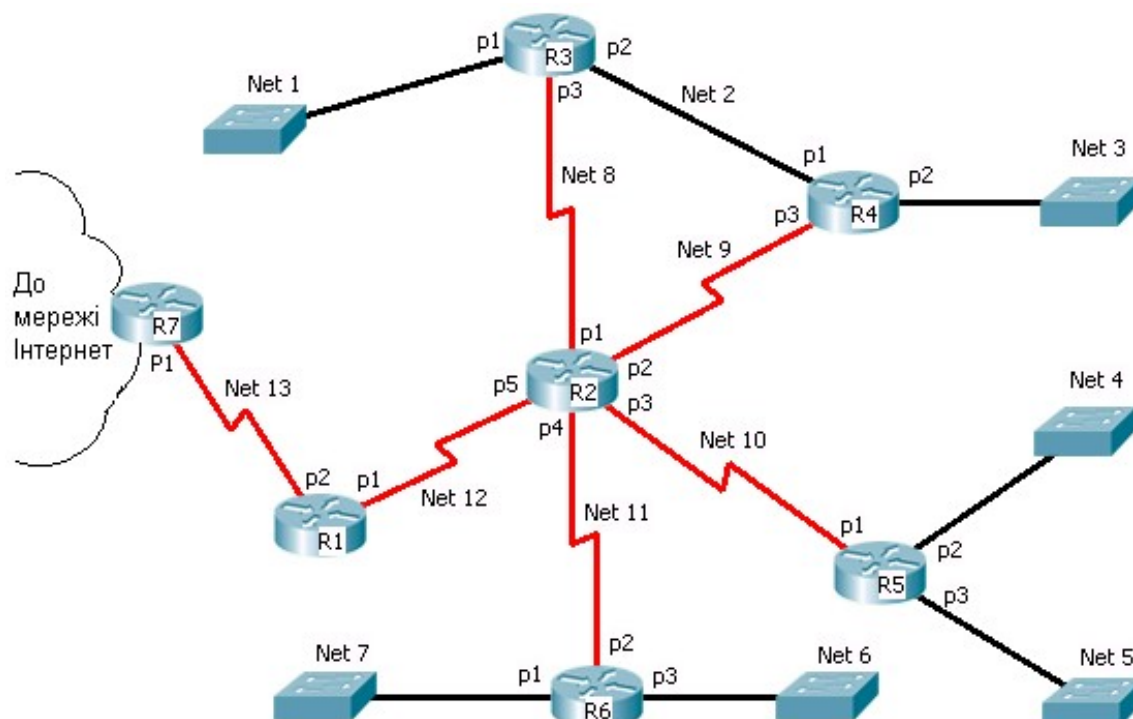 p1
R3
p2
p3
Net 1
Net 2
Net 3
p1
p2
R4
p3
Net 8
Net 9
До
мережі
Інтернет
R7
P1
Net 13
p1
p2
p5
R2
p3
p4
Net 4
Net 10
p2
p1
R1
Net 12
Net 11
p1
p2
R5
p3
Net 7
p2
p1
p3
R6
Net 6
Net 5